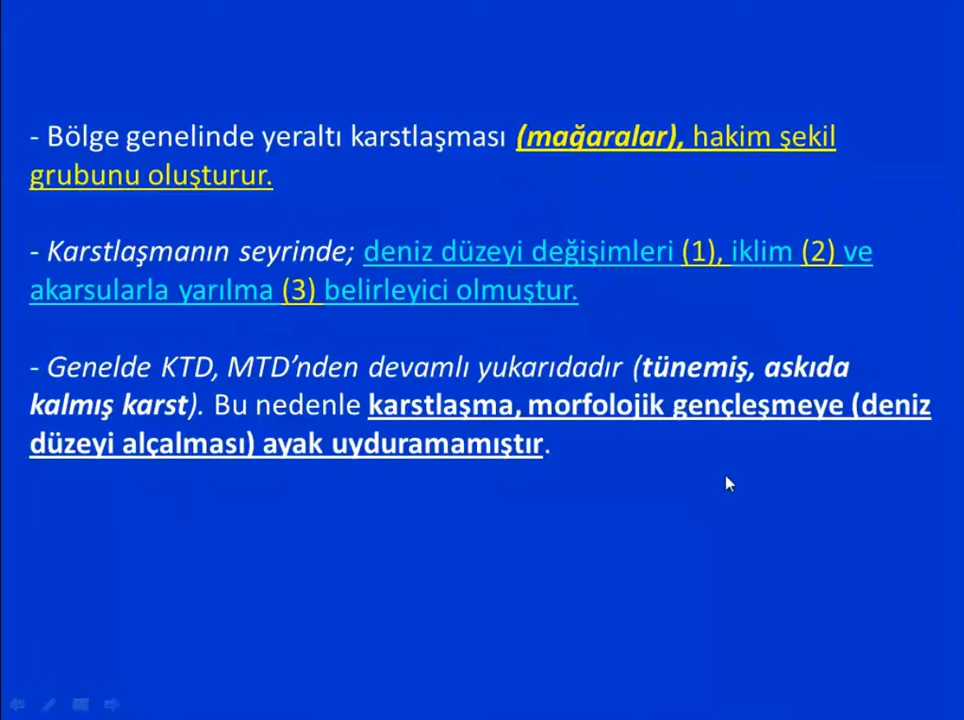 - Bölge genelinde yeraltı karstlaşması (mağaralar), hakim şekil
grubunu oluşturur.
- Karstlaşmanın seyrinde; deniz düzeyi değişimleri (1), iklim (2) ve
akarsularla yarılma (3) belirleyici olmuştur.
- Genelde KTD, MTD’nden devamlı yukarıdadır (tünemiş, askıda
kalmış karst). Bu nedenle karstlaşma, morfolojik gençleşmeye (deniz
düzeyi alçalması) ayak uyduramamıştır.